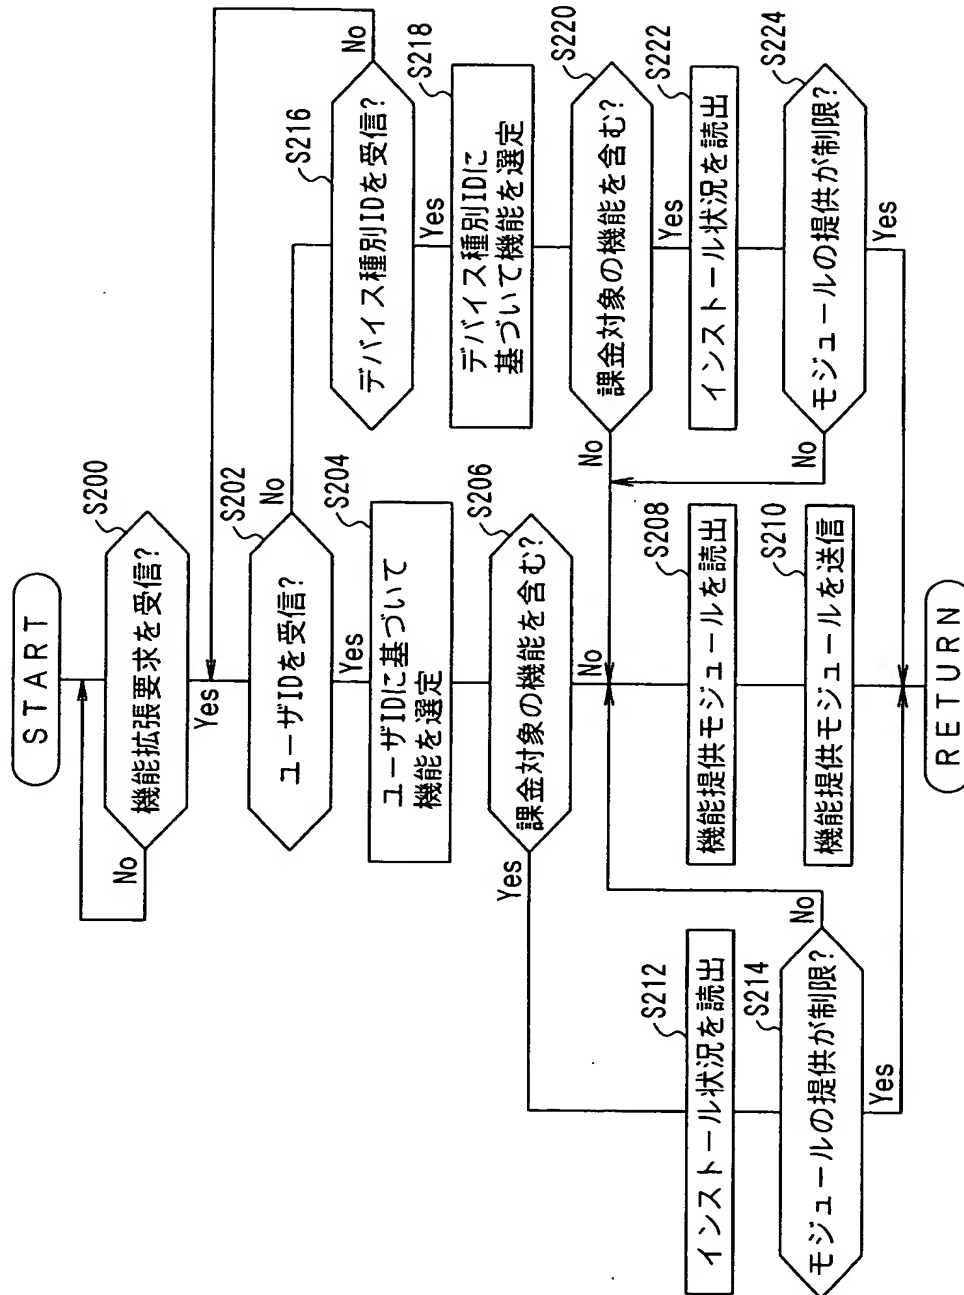 START
S200
機能拡張要求を受信?
No
Yes
S202
ユーザIDを受信?
No
Yes
S204
ユーザIDに基づいて
機能を選定
S206
課金対象の機能を含む?
Yes
No
S208
機能提供モジュールを読出
S210
機能提供モジュールを送信
S212
インストール状況を読出
S214
モジュールの提供が制限?
No
Yes
S216
デバイス種別IDを受信?
No
Yes
S218
デバイス種別IDに
基づいて機能を選定
S220
課金対象の機能を含む?
No
Yes
S222
インストール状況を読出
S224
モジュールの提供が制限?
No
Yes
RETURN